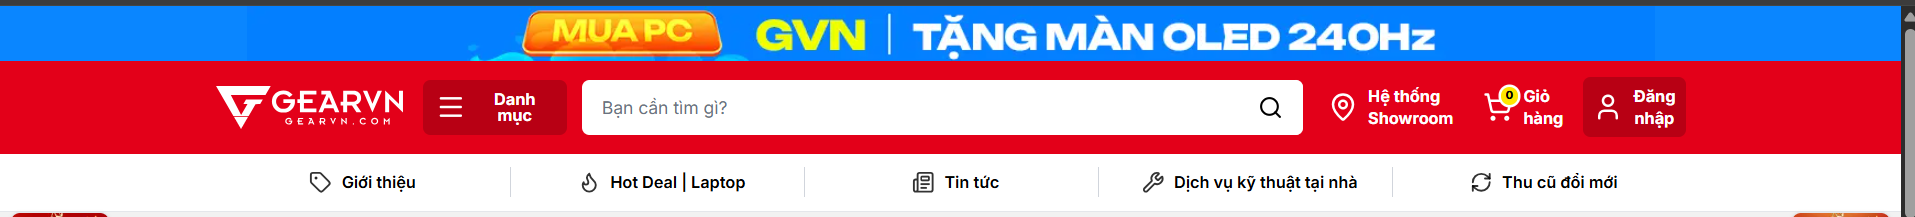 MUA PC GVN | TẶNG MÀN OLED 240Hz
GEARVN
GEARVN.COM
Danh
mục
Bạn cần tìm gì?
Hệ thống
Showroom
0
Giỏ
hàng
Đăng
nhập
Giới thiệu
Hot Deal | Laptop
Tin tức
Dịch vụ kỹ thuật tại nhà
Thu cũ đổi mới